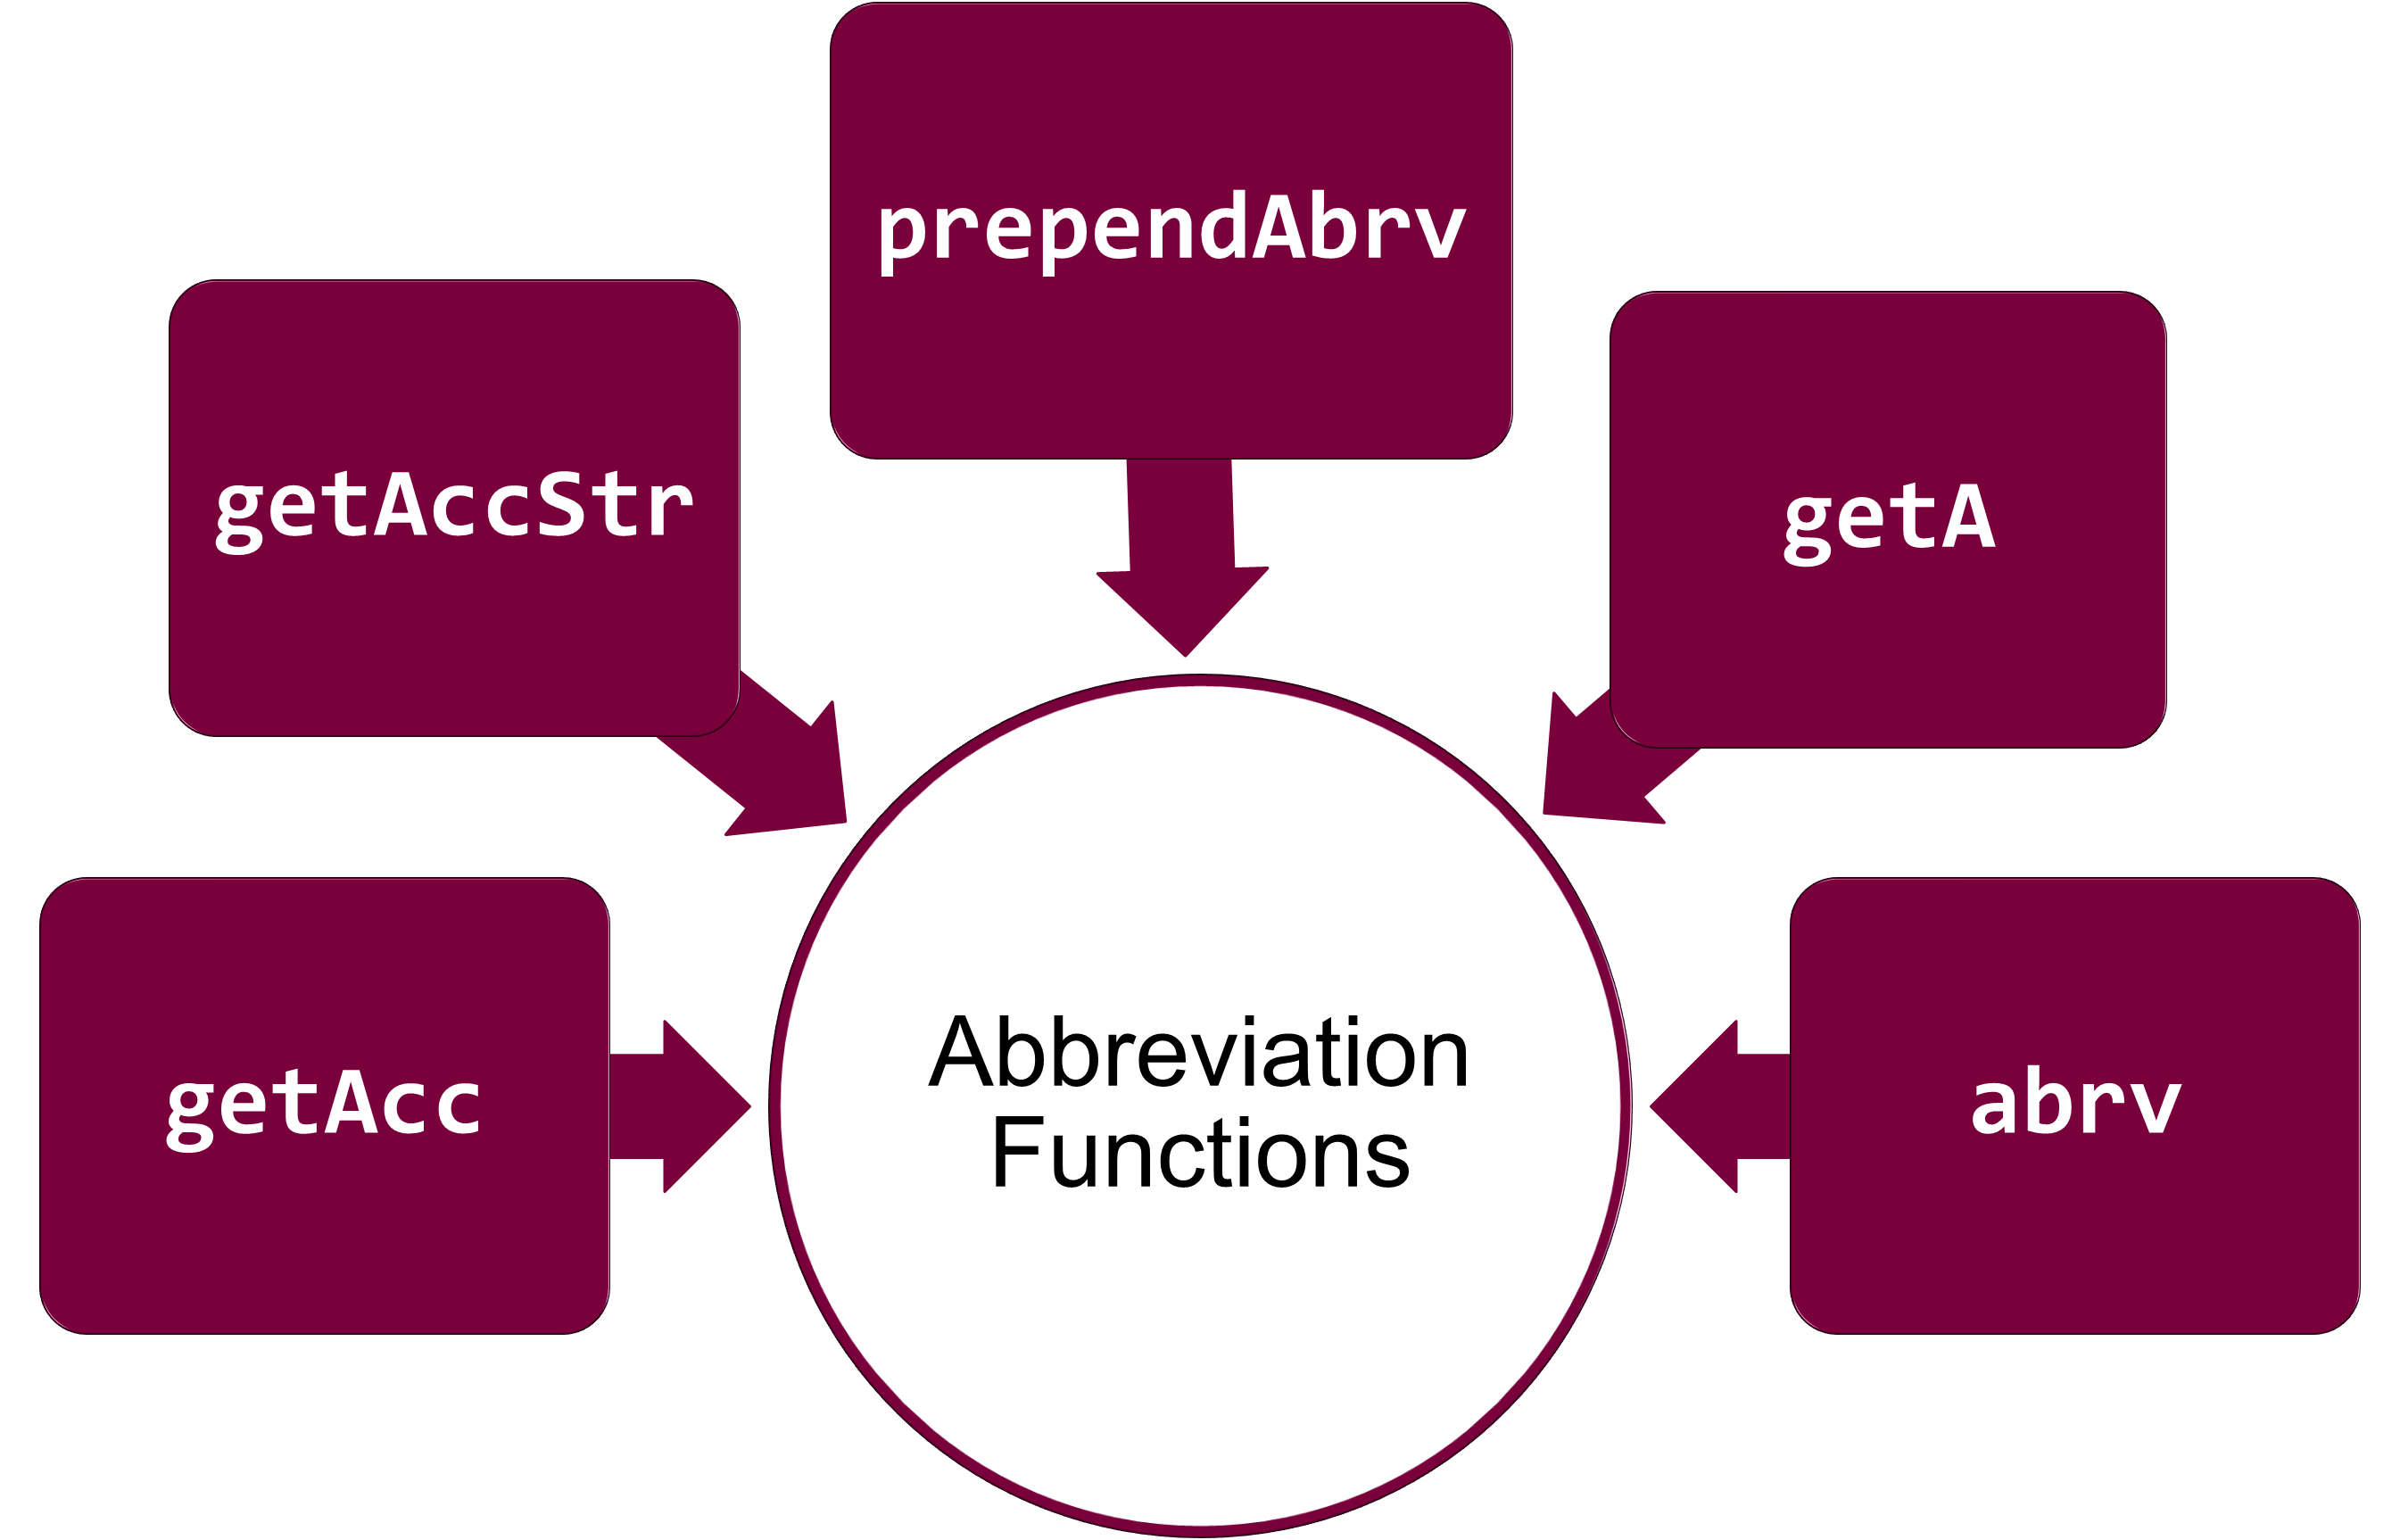 prependAbrv
getAccStr
getA
getAcc
Abbreviation
Functions
abrv